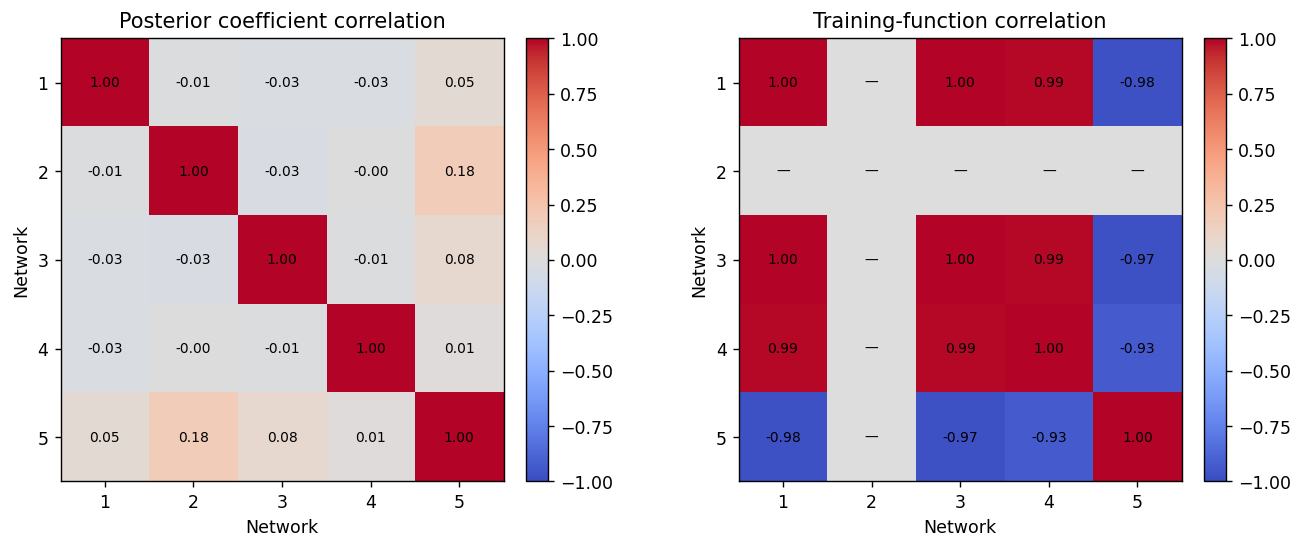 Posterior coefficient correlation
1 1.00 -0.01 -0.03 -0.03 0.05
2 -0.01 1.00 -0.03 -0.00 0.18
3 -0.03 -0.03 1.00 -0.01 0.08
4 -0.03 -0.00 -0.01 1.00 0.01
5 0.05 0.18 0.08 0.01 1.00
1 2 3 4 5
Network
Network
1.00
0.75
0.50
0.25
0.00
−0.25
−0.50
−0.75
−1.00
Training-function correlation
1 1.00 — 1.00 0.99 -0.98
2 — — — — —
3 1.00 — 1.00 0.99 -0.97
4 0.99 — 0.99 1.00 -0.93
5 -0.98 — -0.97 -0.93 1.00
1 2 3 4 5
Network
Network
1.00
0.75
0.50
0.25
0.00
−0.25
−0.50
−0.75
−1.00